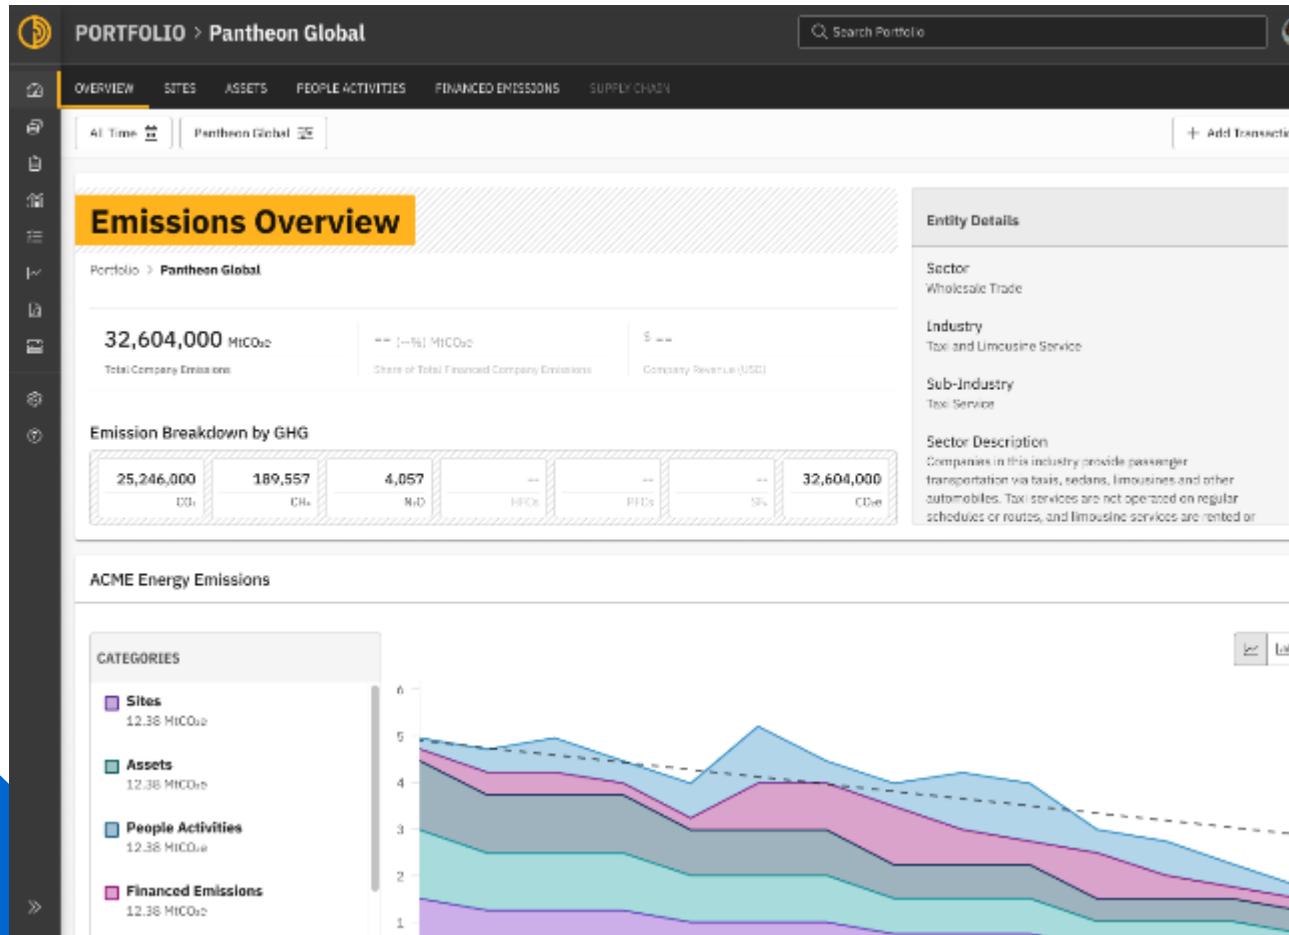 PORTFOLIO > Pantheon Global
Search Portfolio
OVERVIEW SITES ASSETS PEOPLE ACTIVITIES FINANCED EMISSIONS SUPPLY CHAIN
All Time Pantheon Global
+ Add Transactio
Emissions Overview
Portfolio > Pantheon Global
32,604,000 MtCO₂e
Total Company Emissions
-- (--%) MtCO₂e
Share of Total Financed Company Emissions
$ --
Company Revenue (USD)
Emission Breakdown by GHG
25,246,000 189,557 4,057 -- -- -- 32,604,000
CO₂ CH₄ N₂O HFCs PFCs SF₆ CO₂e
Entity Details
Sector
Wholesale Trade
Industry
Taxi and Limousine Service
Sub-Industry
Taxi Service
Sector Description
Companies in this industry provide passenger
transportation via taxis, sedans, limousines and other
automobiles. Taxi services are not operated on regular
schedules or routes, and limousine services are rented or
ACME Energy Emissions
CATEGORIES
Sites
12.38 MtCO₂e
Assets
12.38 MtCO₂e
People Activities
12.38 MtCO₂e
Financed Emissions
12.38 MtCO₂e
6
5
4
3
2
1